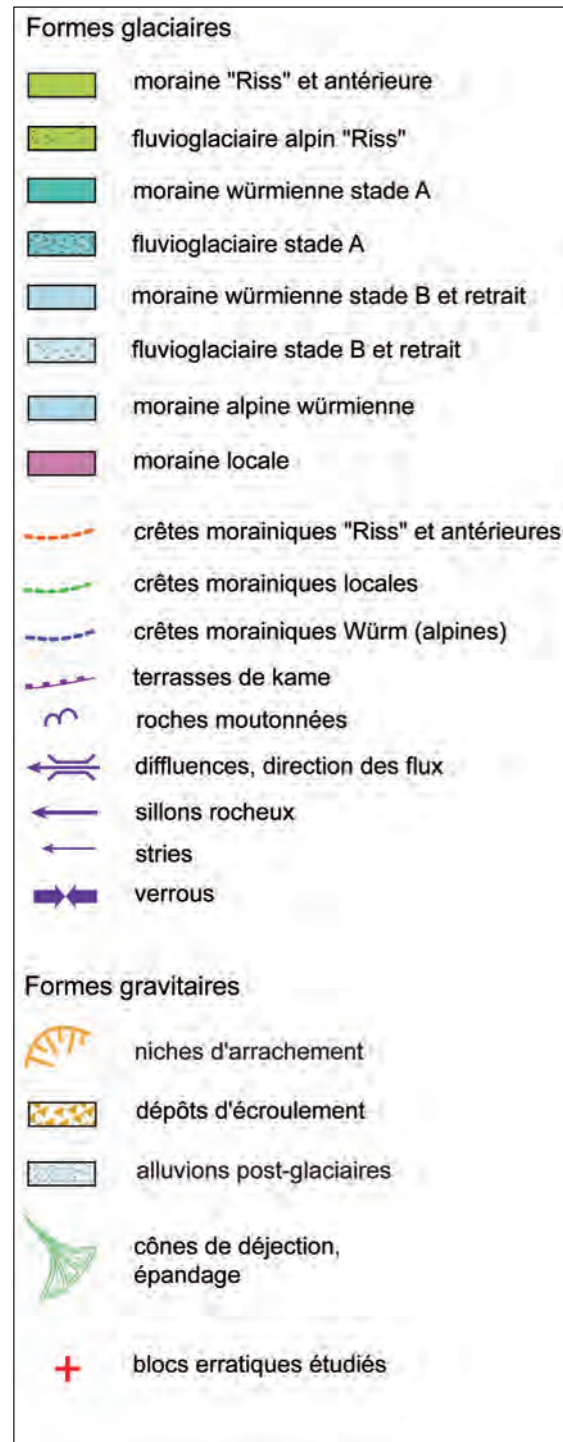 Formes glaciaires
moraine "Riss" et antérieure
fluvioglaciaire alpin "Riss"
moraine würmienne stade A
fluvioglaciaire stade A
moraine würmienne stade B et retrait
fluvioglaciaire stade B et retrait
moraine alpine würmienne
moraine locale
crêtes morainiques "Riss" et antérieures
crêtes morainiques locales
crêtes morainiques Würm (alpines)
terrasses de kame
roches moutonnées
diffluences, direction des flux
sillons rocheux
stries
verrous
Formes gravitaires
niches d'arrachement
dépôts d'écroulement
alluvions post-glaciaires
cônes de déjection,
épandage
blocs erratiques étudiés